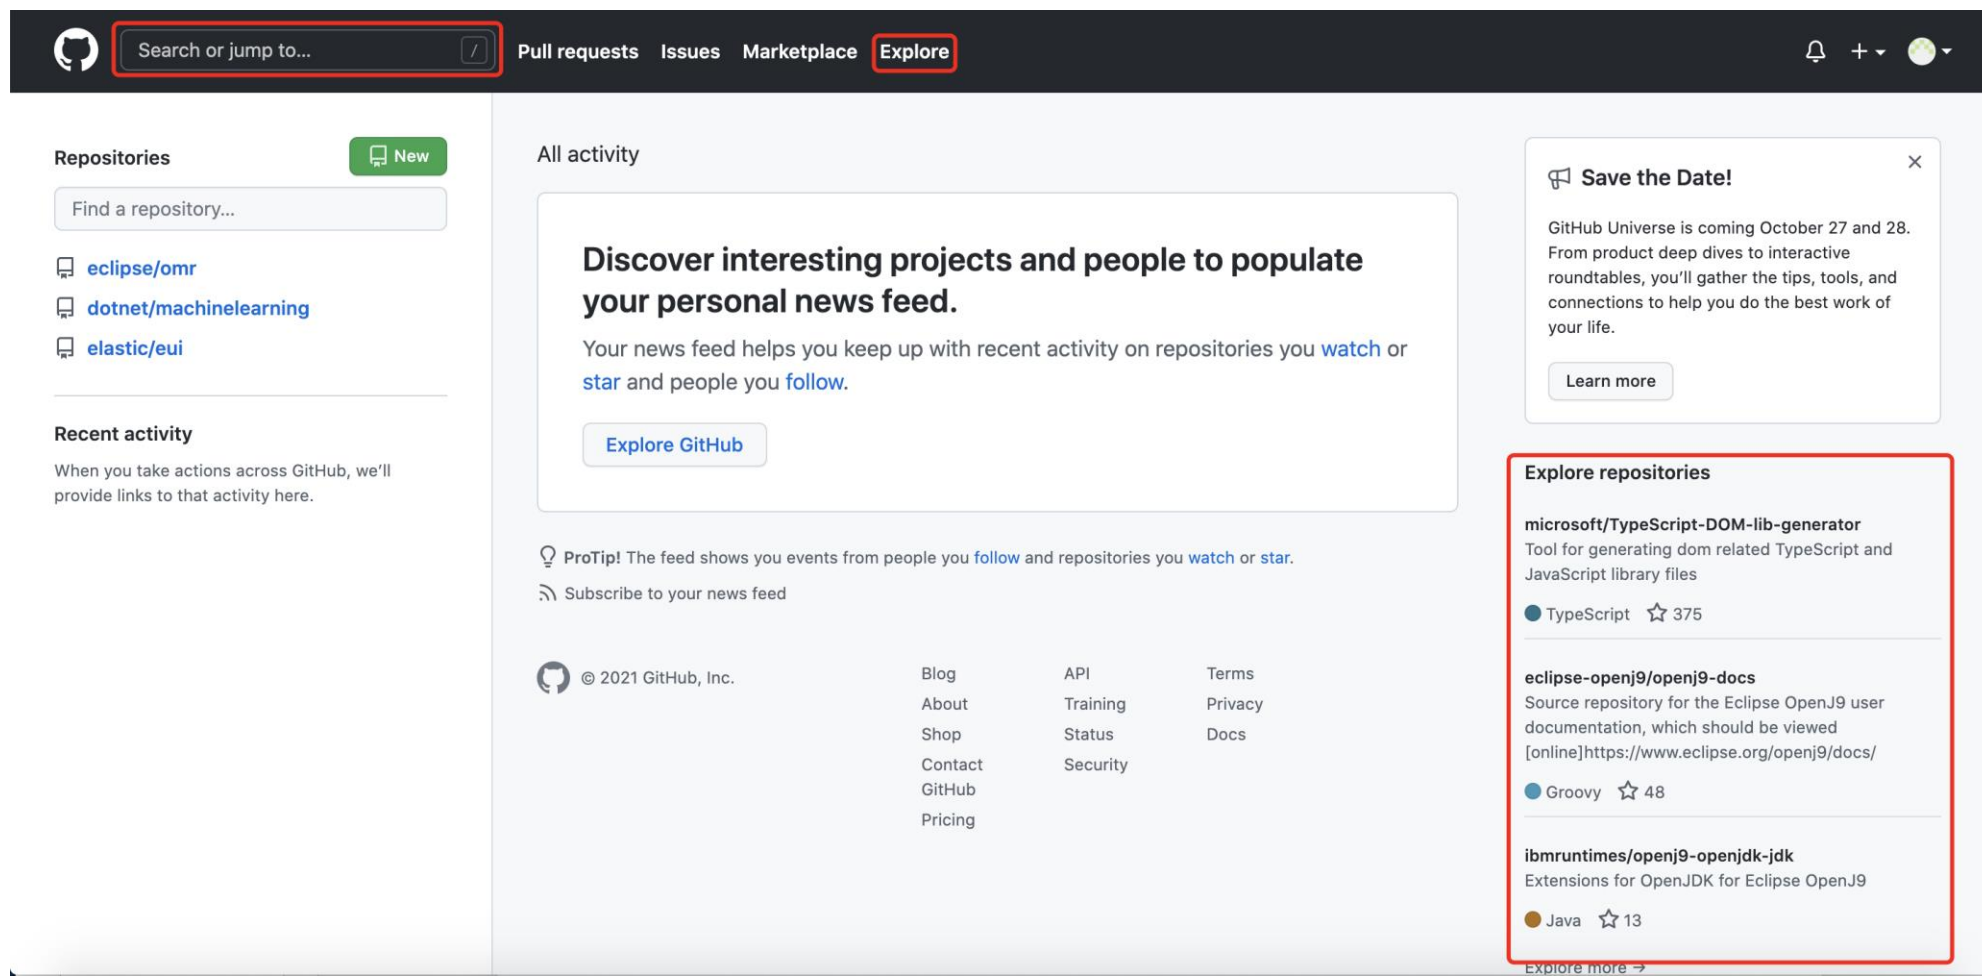 Search or jump to... /
Pull requests Issues Marketplace Explore
Repositories
New
Find a repository...
eclipse/omr
dotnet/machinelearning
elastic/eui
Recent activity
When you take actions across GitHub, we’ll
provide links to that activity here.
All activity
Discover interesting projects and people to populate
your personal news feed.
Your news feed helps you keep up with recent activity on repositories you watch or
star and people you follow.
Explore GitHub
ProTip! The feed shows you events from people you follow and repositories you watch or star.
Subscribe to your news feed
© 2021 GitHub, Inc.
Blog
About
Shop
Contact
GitHub
Pricing
API
Training
Status
Security
Terms
Privacy
Docs
Save the Date!
GitHub Universe is coming October 27 and 28.
From product deep dives to interactive
roundtables, you’ll gather the tips, tools, and
connections to help you do the best work of
your life.
Learn more
Explore repositories
microsoft/TypeScript-DOM-lib-generator
Tool for generating dom related TypeScript and
JavaScript library files
TypeScript 375
eclipse-openj9/openj9-docs
Source repository for the Eclipse OpenJ9 user
documentation, which should be viewed
[online]https://www.eclipse.org/openj9/docs/
Groovy 48
ibmruntimes/openj9-openjdk-jdk
Extensions for OpenJDK for Eclipse OpenJ9
Java 13
Explore more →